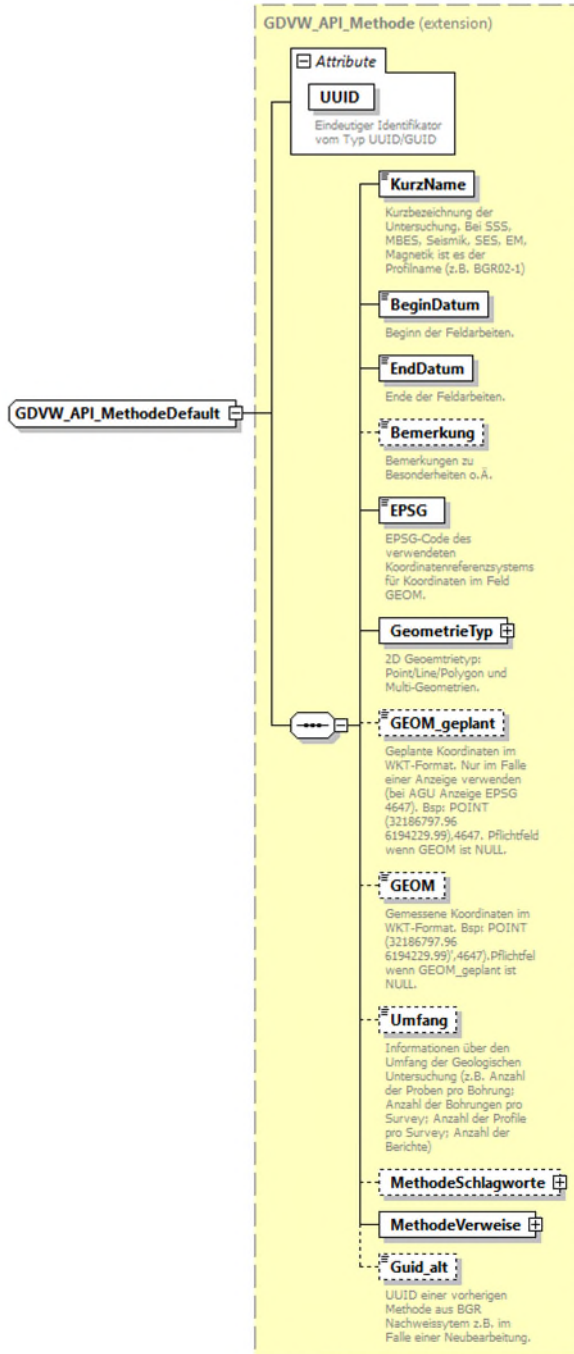 GDVW_API_Methode (extension)
Attribute
UUID
Eindeutiger Identifikator
vom Typ UUID/GUID
KurzName
Kurzbezeichnung der
Untersuchung. Bei SSS,
MBES, Seismik, SES, EM,
Magnetik ist es der
Profilname (z.B. BGR02-1)
BeginDatum
Beginn der Feldarbeiten.
EndDatum
Ende der Feldarbeiten.
GDVW_API_MethodeDefault
Bemerkung
Bemerkungen zu
Besonderheiten o.Ä.
EPSG
EPSG-Code des
verwendeten
Koordinatenreferenzsystems
für Koordinaten im Feld
GEOM.
GeometrieTyp
2D Geoemtrietyp:
Point/Line/Polygon und
Multi-Geometrien.
GEOM_geplant
Geplante Koordinaten im
WKT-Format. Nur im Falle
einer Anzeige verwenden
(bei AGU Anzeige EPSG
4647). Bsp: POINT
(32186797.96
6194229.99),4647. Pflichtfeld
wenn GEOM ist NULL.
GEOM
Gemessene Koordinaten im
WKT-Format. Bsp: POINT
(32186797.96
6194229.99)',4647).Pflichtfel
wenn GEOM_geplant ist
NULL.
Umfang
Informationen über den
Umfang der Geologischen
Untersuchung (z.B. Anzahl
der Proben pro Bohrung;
Anzahl der Bohrungen pro
Survey; Anzahl der Profile
pro Survey; Anzahl der
Berichte)
MethodeSchlagworte
MethodeVerweise
Guid_alt
UUID einer vorherigen
Methode aus BGR
Nachweissytem z.B. im
Falle einer Neubearbeitung.